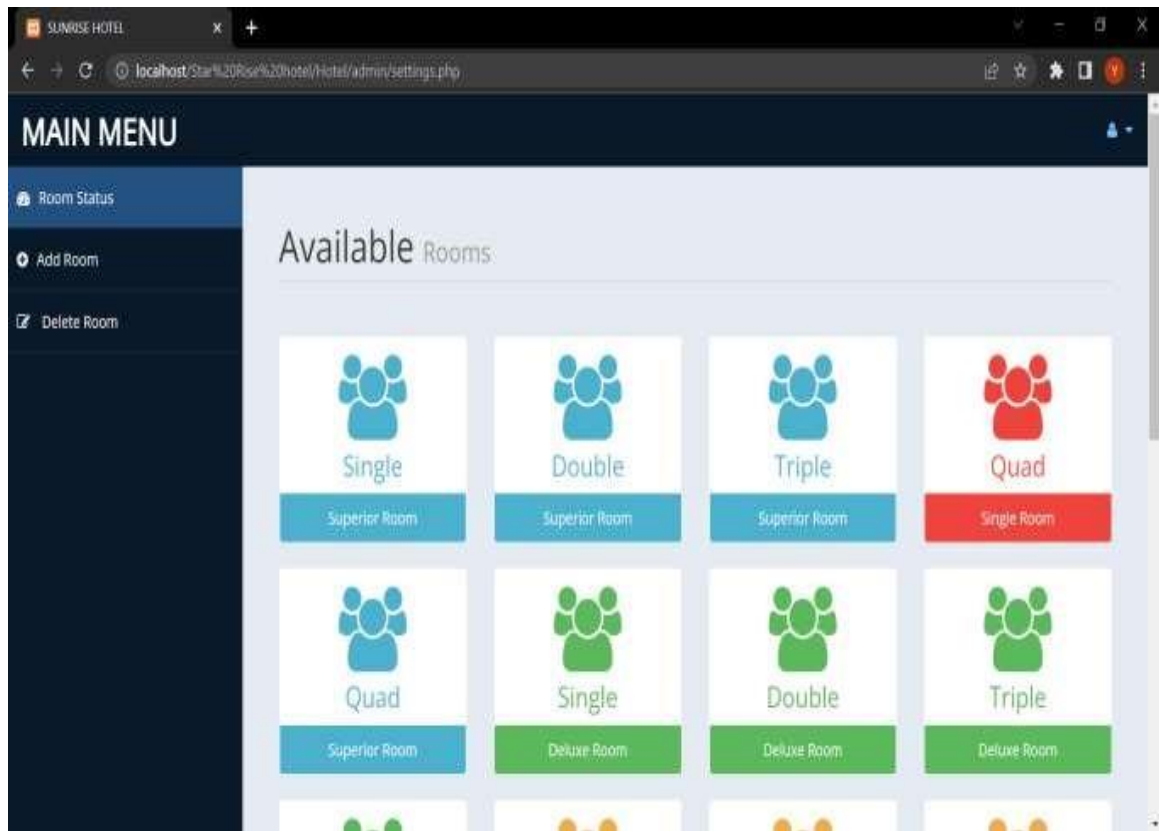 SUNRISE HOTEL
localhost/Star%20Rise%20hotel/Hotel/admin/settings.php
MAIN MENU
Room Status
Add Room
Delete Room
Available Rooms
Single
Double
Triple
Quad
Superior Room
Superior Room
Superior Room
Single Room
Quad
Single
Double
Triple
Superior Room
Deluxe Room
Deluxe Room
Deluxe Room